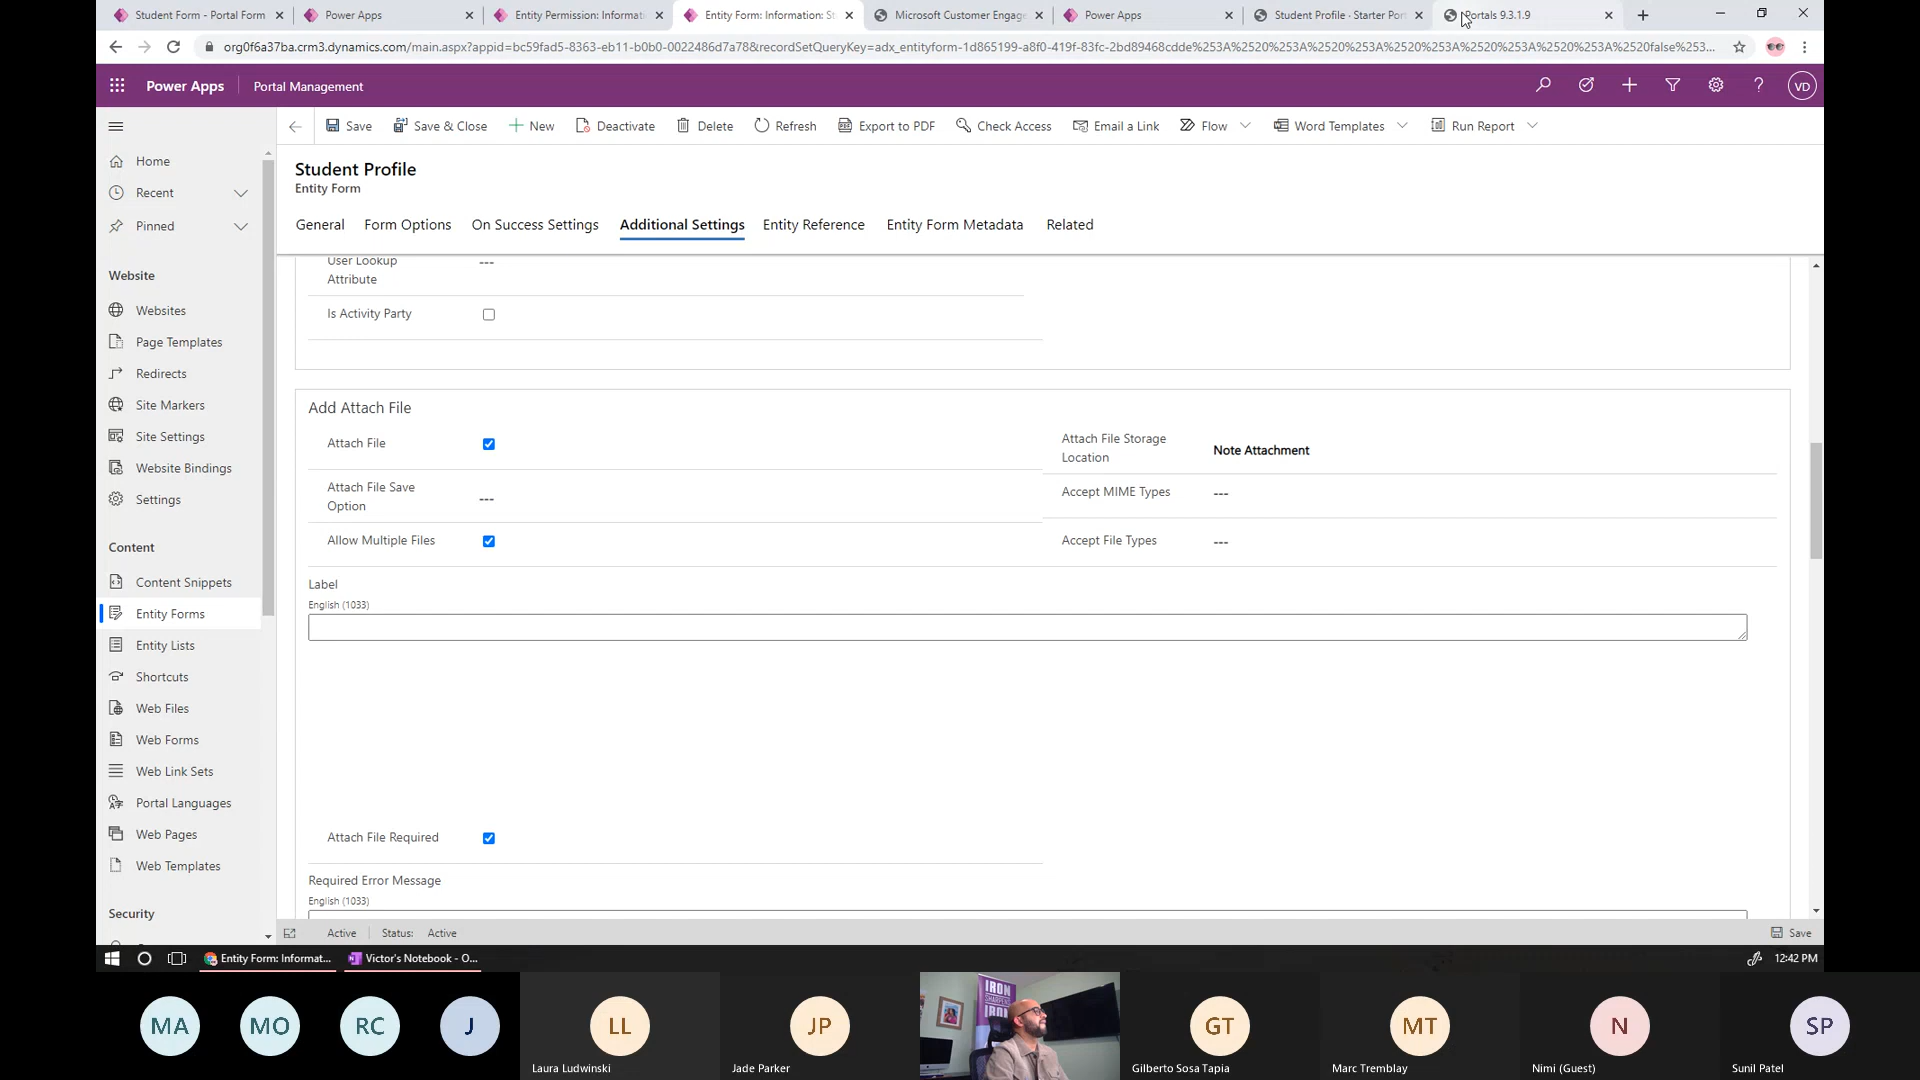 Student Form - Portal Form
Power Apps
Entity Permission: Informati
Entity Form: Information: St
Microsoft Customer Engag
Power Apps
Student Profile · Starter Por
Portals 9.3.1.9
org0f6a37ba.crm3.dynamics.com/main.aspx?appid=bc59fad5-8363-eb11-b0b0-0022486d7a78&recordSetQueryKey=adx_entityform-1d865199-a8f0-419f-83fc-2bd89468cdde%253A%2520%253A%2520%253A%2520%253A%2520%253A%2520%253A%2520false%253...
Power Apps
Portal Management
VD
Save
Save & Close
New
Deactivate
Delete
Refresh
Export to PDF
Check Access
Email a Link
Flow
Word Templates
Run Report
Home
Recent
Pinned
Website
Websites
Page Templates
Redirects
Site Markers
Site Settings
Website Bindings
Settings
Content
Content Snippets
Entity Forms
Entity Lists
Shortcuts
Web Files
Web Forms
Web Link Sets
Portal Languages
Web Pages
Web Templates
Security
Student Profile
Entity Form
General
Form Options
On Success Settings
Additional Settings
Entity Reference
Entity Form Metadata
Related
User Lookup
Attribute
---
Is Activity Party
Add Attach File
Attach File
Attach File Storage
Location
Note Attachment
Attach File Save
Option
---
Accept MIME Types
---
Allow Multiple Files
Accept File Types
---
Label
English (1033)
Attach File Required
Required Error Message
English (1033)
Active
Status:
Active
Save
Entity Form: Informat...
Victor's Notebook - O...
12:42 PM
MA
MO
RC
J
LL
Laura Ludwinski
JP
Jade Parker
IRON
SHARPENS
IRON
GT
Gilberto Sosa Tapia
MT
Marc Tremblay
N
Nimi (Guest)
SP
Sunil Patel